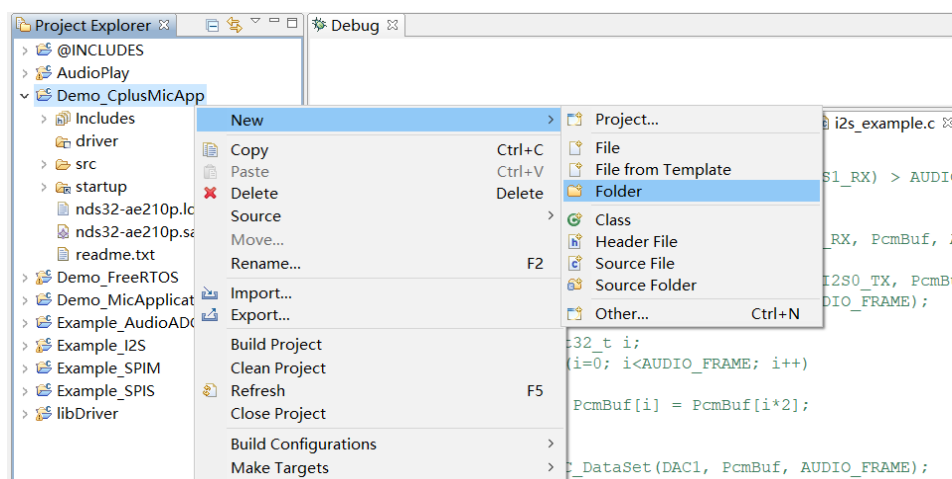 Project Explorer
Debug
@INCLUDES
AudioPlay
Demo_CplusMicApp
Includes
driver
src
startup
nds32-ae210p.lc
nds32-ae210p.sa
readme.txt
Demo_FreeRTOS
Demo_MicApplicat
Example_AudioADC
Example_I2S
Example_SPIM
Example_SPIS
libDriver
New
Copy Ctrl+C
Paste Ctrl+V
Delete Delete
Source
Move...
Rename... F2
Import...
Export...
Build Project
Clean Project
Refresh F5
Close Project
Build Configurations
Make Targets
Project...
File
File from Template
Folder
Class
Header File
Source File
Source Folder
Other... Ctrl+N
i2s_example.c
S1_RX) > AUDIO
_RX, PcmBuf, A
I2S0_TX, PcmB
DIO_FRAME);
t32_t i;
(i=0; i<AUDIO_FRAME; i++)
PcmBuf[i] = PcmBuf[i*2];
C_DataSet(DAC1, PcmBuf, AUDIO_FRAME);